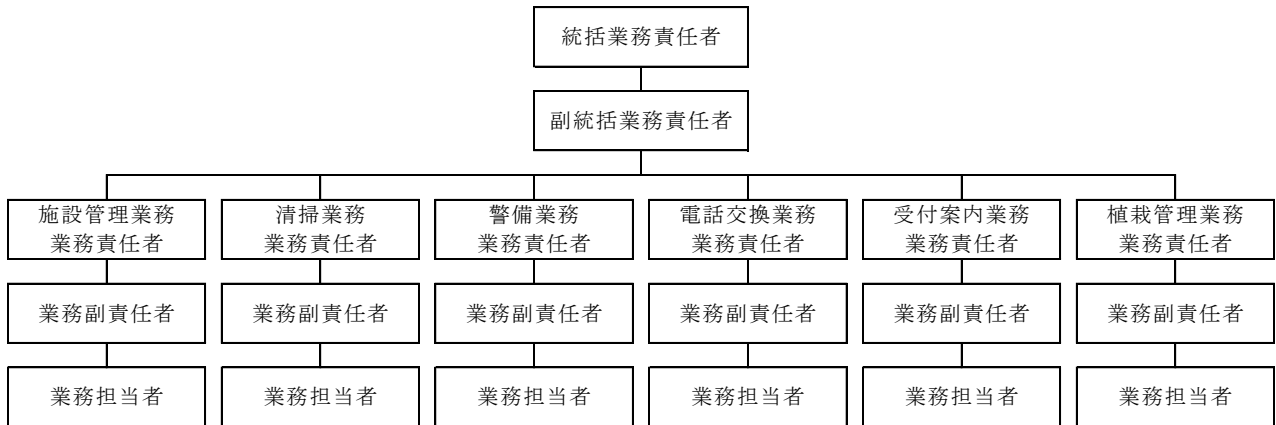 統括業務責任者
副統括業務責任者
施設管理業務
業務責任者
清掃業務
業務責任者
警備業務
業務責任者
電話交換業務
業務責任者
受付案内業務
業務責任者
植栽管理業務
業務責任者
業務副責任者
業務副責任者
業務副責任者
業務副責任者
業務副責任者
業務副責任者
業務担当者
業務担当者
業務担当者
業務担当者
業務担当者
業務担当者